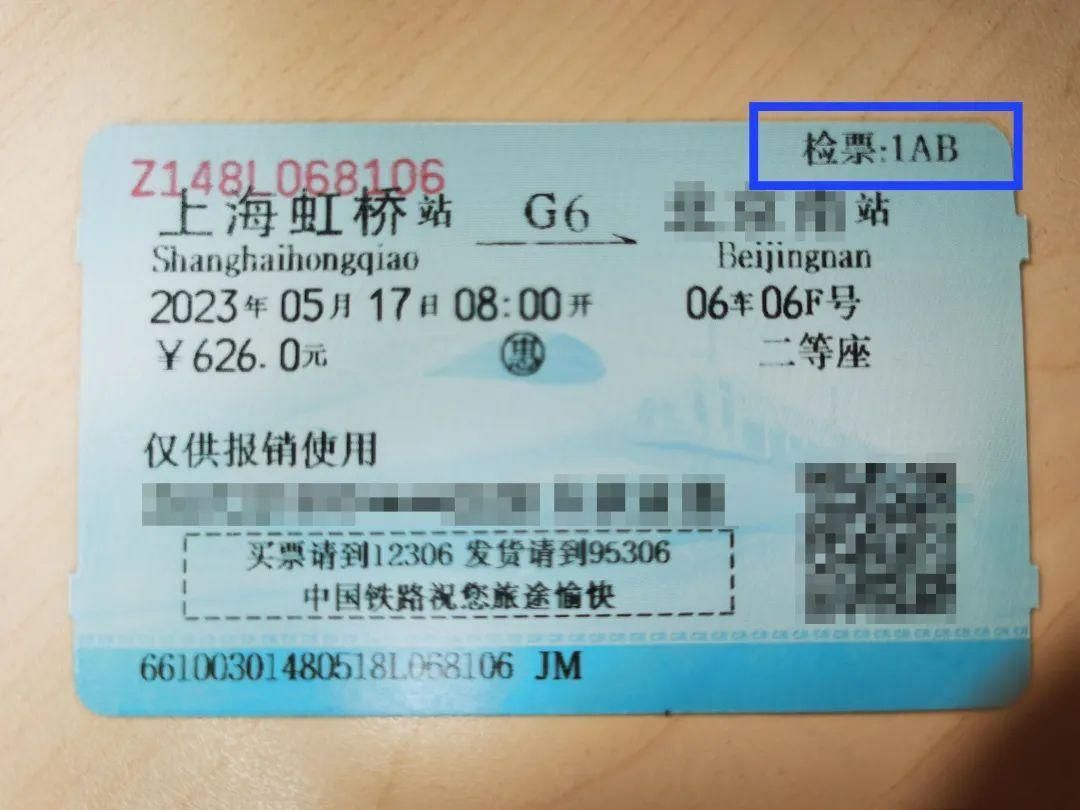 检票:1AB
Z148L068106
上海虹桥站 G6 站
Shanghaihongqiao Beijingnan
2023年05月17日08:00开 06车06F号
￥626.0元 惠 二等座
仅供报销使用
买票请到12306 发货请到95306
中国铁路祝您旅途愉快
66100301480518L068106 JM